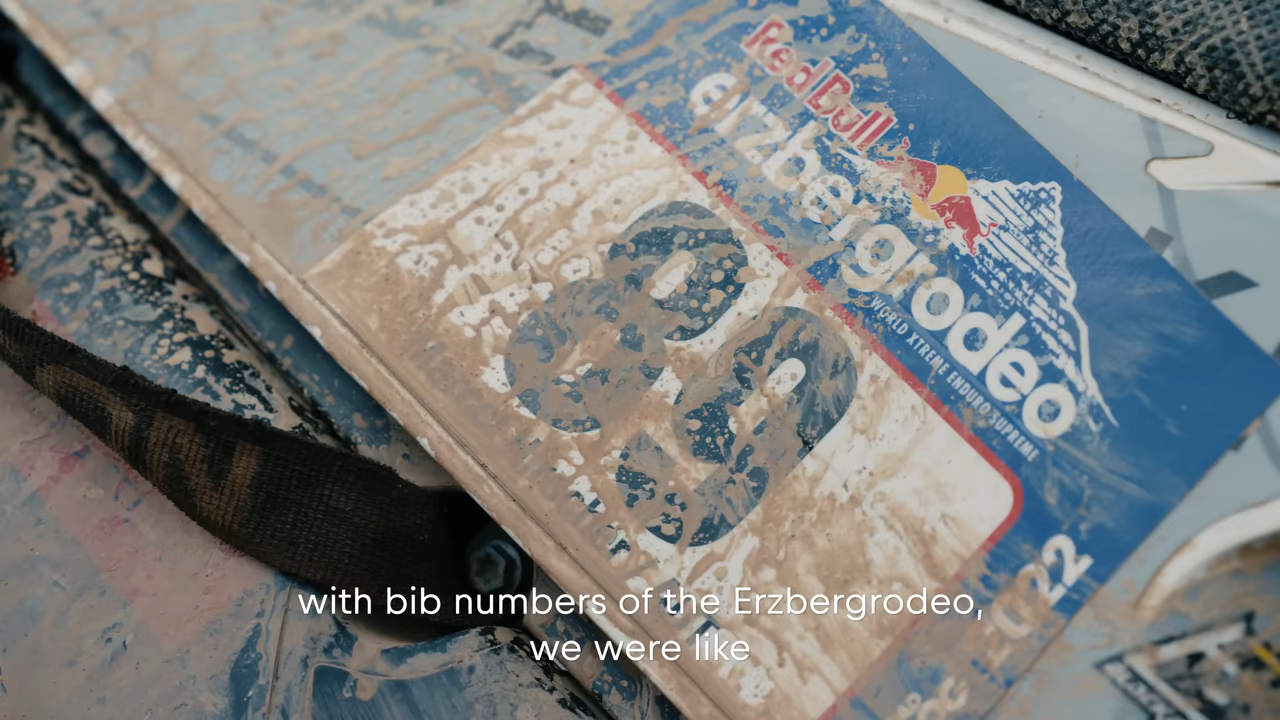 Red Bull
erzbergrodeo
WORLD XTREME ENDURO SUPREME
with bib numbers of the Erzbergrodeo,
we were like